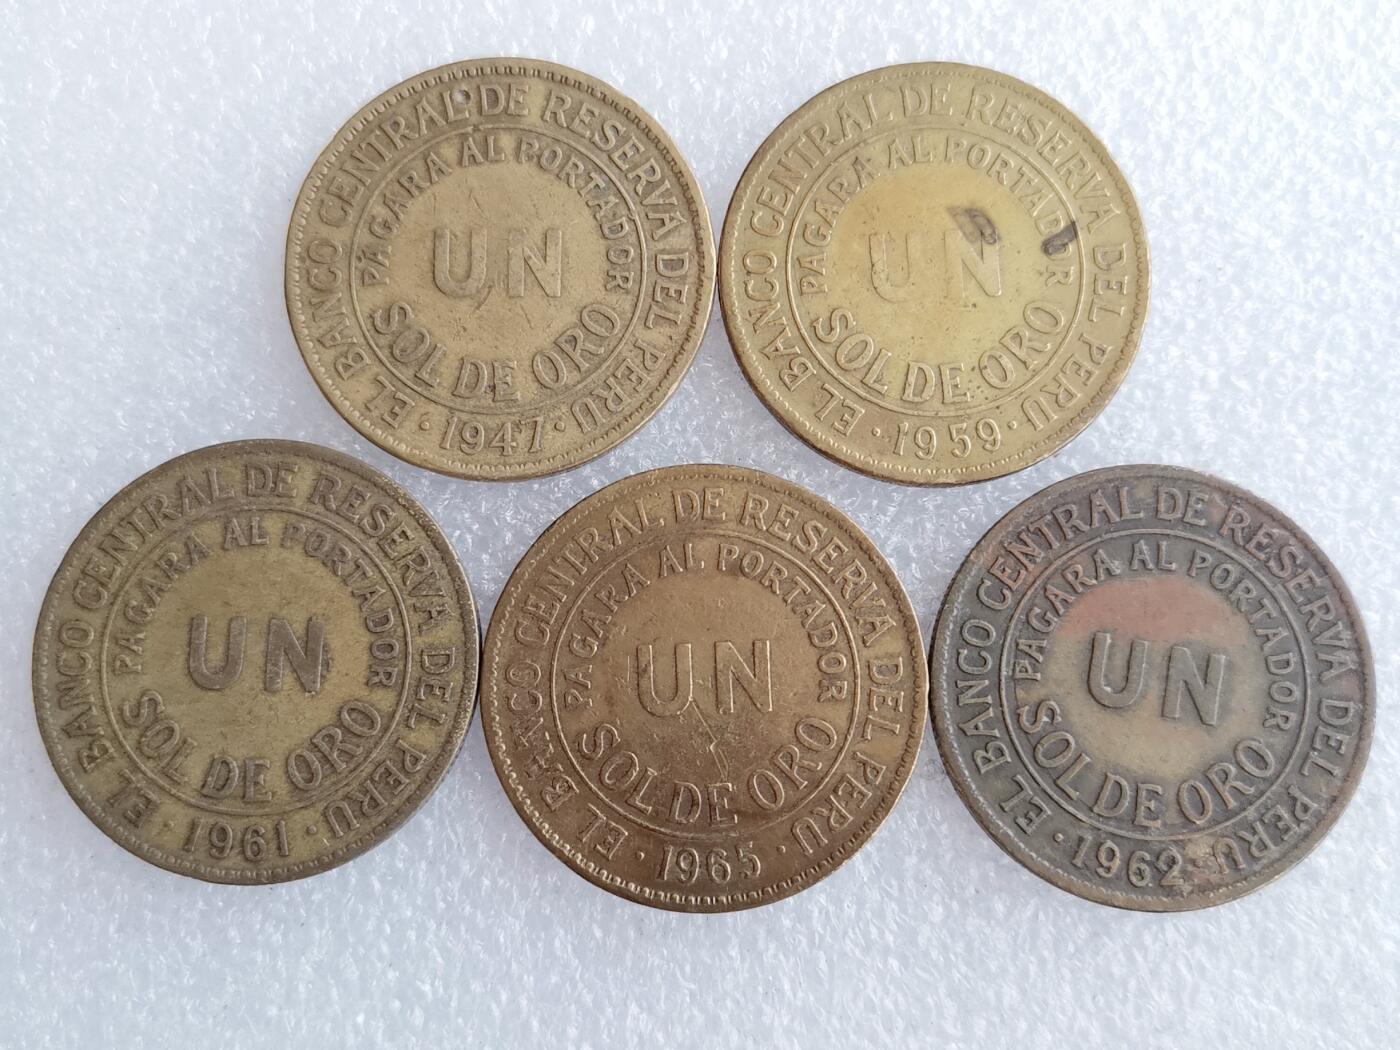 EL BANCO CENTRAL DE RESERVA DEL PERU
PAGARA AL PORTADOR
UN
SOL DE ORO
· 1947 ·
EL BANCO CENTRAL DE RESERVA DEL PERU
PAGARA AL PORTADOR
UN
SOL DE ORO
· 1959 ·
EL BANCO CENTRAL DE RESERVA DEL PERU
PAGARA AL PORTADOR
UN
SOL DE ORO
· 1961 ·
EL BANCO CENTRAL DE RESERVA DEL PERU
PAGARA AL PORTADOR
UN
SOL DE ORO
· 1965 ·
EL BANCO CENTRAL DE RESERVA DEL PERU
PAGARA AL PORTADOR
UN
SOL DE ORO
· 1962 ·